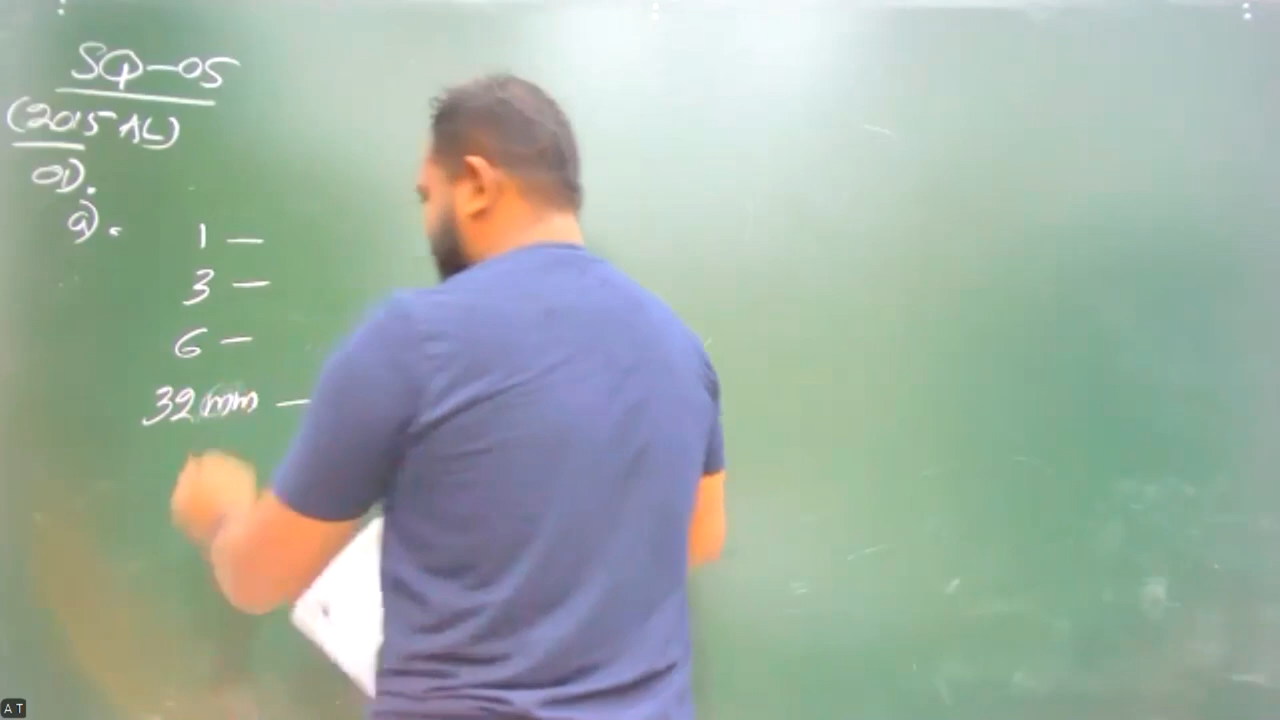 SQ-05
(2015 AL)
01).
a).
1 —
3 —
6 —
32 mm —
A T